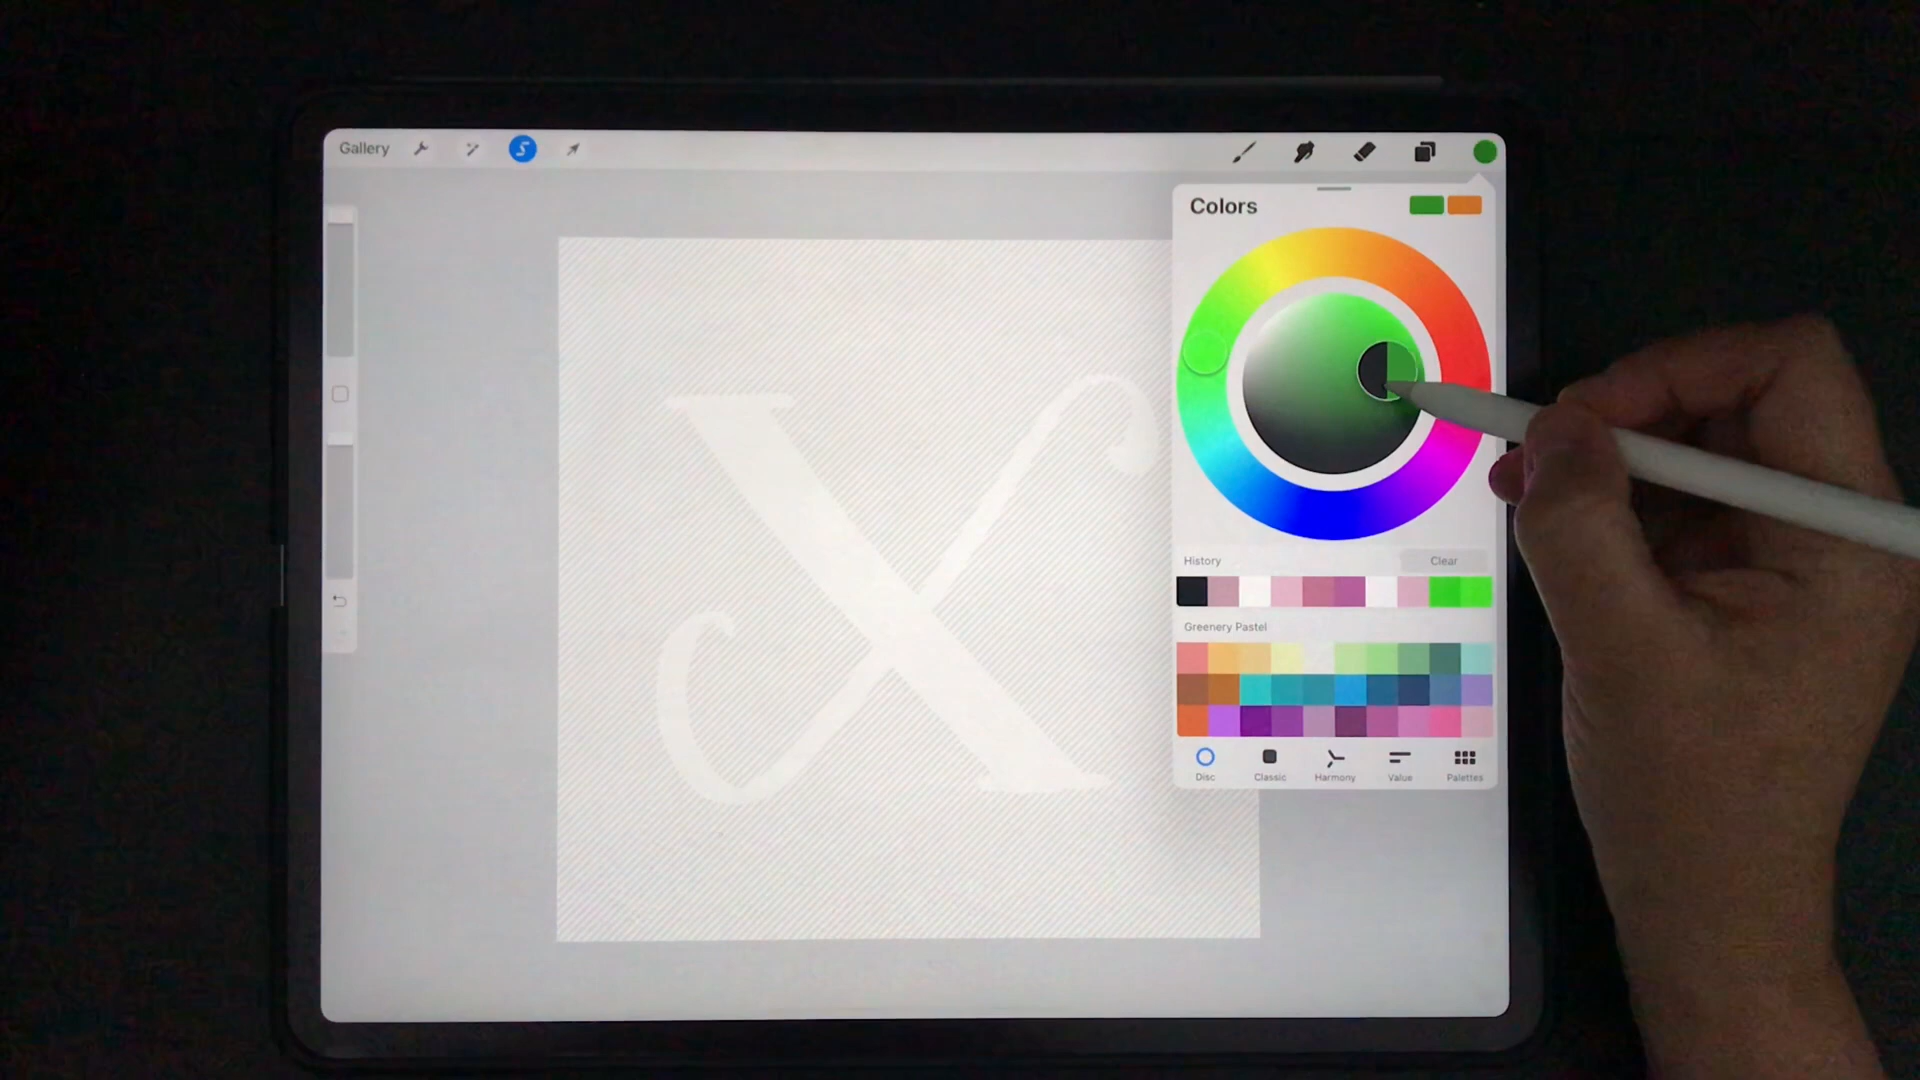 Gallery
Colors
X
History Clear
Greenery Pastel
Disc Classic Harmony Value Palettes